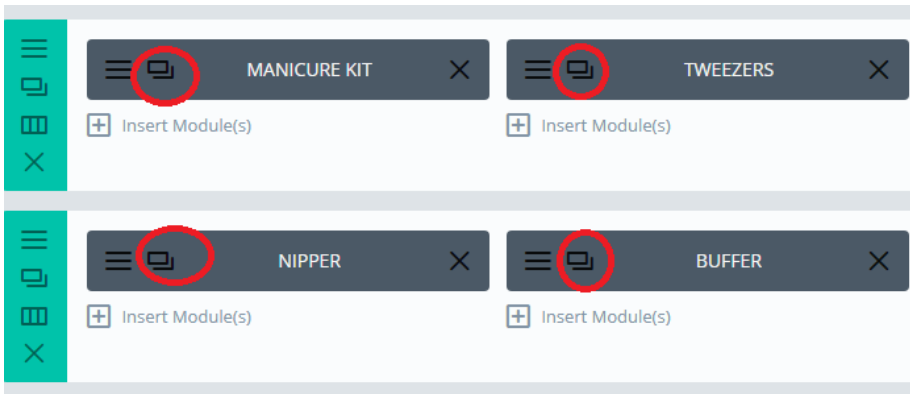 MANICURE KIT
TWEEZERS
Insert Module(s)
Insert Module(s)
NIPPER
BUFFER
Insert Module(s)
Insert Module(s)